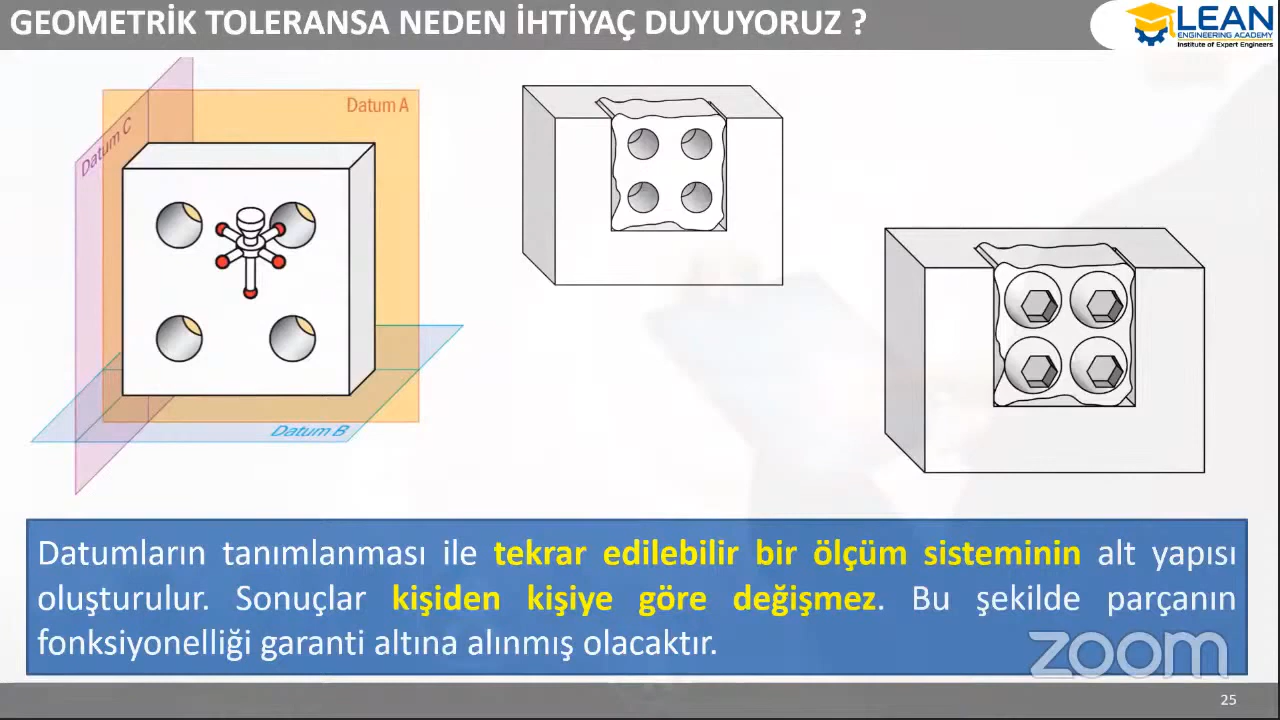 GEOMETRİK TOLERANSA NEDEN İHTİYAÇ DUYUYORUZ ?
LEAN
ENGINEERING ACADEMY
Institute of Expert Engineers
Datum A
Datum C
Datum B
Datumların tanımlanması ile tekrar edilebilir bir ölçüm sisteminin alt yapısı
oluşturulur. Sonuçlar kişiden kişiye göre değişmez. Bu şekilde parçanın
fonksiyonelliği garanti altına alınmış olacaktır.
zoom
25